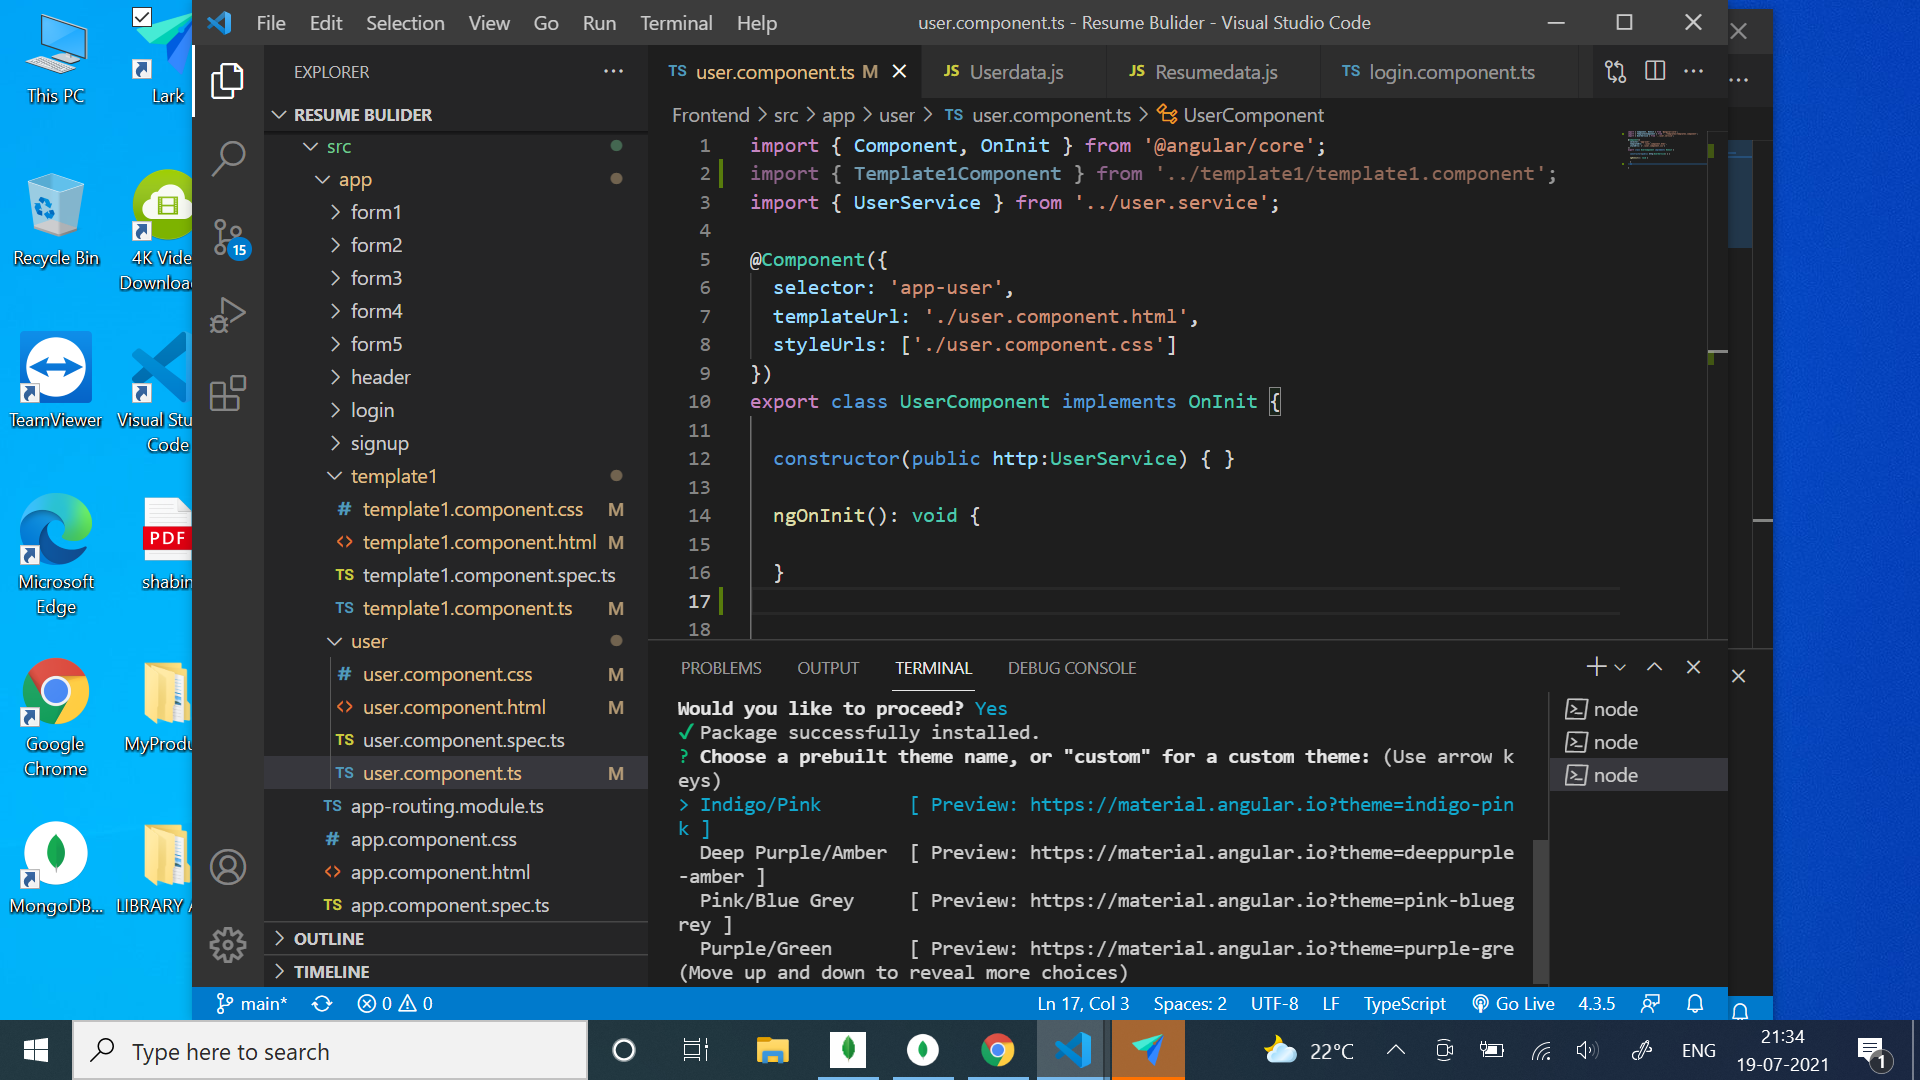 This PC
Lark
Recycle Bin
4K Vide
Downloa
TeamViewer
Visual Stu
Code
Microsoft
Edge
PDF
shabin
Google
Chrome
MyProdu
MongoDB...
LIBRARY A
File Edit Selection View Go Run Terminal Help
user.component.ts - Resume Bulider - Visual Studio Code
EXPLORER
RESUME BULIDER
src
app
form1
form2
form3
form4
form5
header
login
signup
template1
# template1.component.css M
<> template1.component.html M
TS template1.component.spec.ts
TS template1.component.ts M
user
# user.component.css M
<> user.component.html M
TS user.component.spec.ts
TS user.component.ts M
TS app-routing.module.ts
# app.component.css
<> app.component.html
TS app.component.spec.ts
OUTLINE
TIMELINE
15
TS user.component.ts M
JS Userdata.js
JS Resumedata.js
TS login.component.ts
Frontend > src > app > user > TS user.component.ts > UserComponent
1 import { Component, OnInit } from '@angular/core';
2 import { Template1Component } from '../template1/template1.component';
3 import { UserService } from '../user.service';
4
5 @Component({
6 selector: 'app-user',
7 templateUrl: './user.component.html',
8 styleUrls: ['./user.component.css']
9 })
10 export class UserComponent implements OnInit {
11
12 constructor(public http:UserService) { }
13
14 ngOnInit(): void {
15
16 }
17
18
PROBLEMS OUTPUT TERMINAL DEBUG CONSOLE
Would you like to proceed? Yes
✓ Package successfully installed.
? Choose a prebuilt theme name, or "custom" for a custom theme: (Use arrow k
eys)
> Indigo/Pink [ Preview: https://material.angular.io?theme=indigo-pin
k ]
Deep Purple/Amber [ Preview: https://material.angular.io?theme=deeppurple
-amber ]
Pink/Blue Grey [ Preview: https://material.angular.io?theme=pink-blueg
rey ]
Purple/Green [ Preview: https://material.angular.io?theme=purple-gre
(Move up and down to reveal more choices)
node
node
node
main* 0 0
Ln 17, Col 3 Spaces: 2 UTF-8 LF TypeScript Go Live 4.3.5
Type here to search
22°C
ENG
21:34
19-07-2021
1